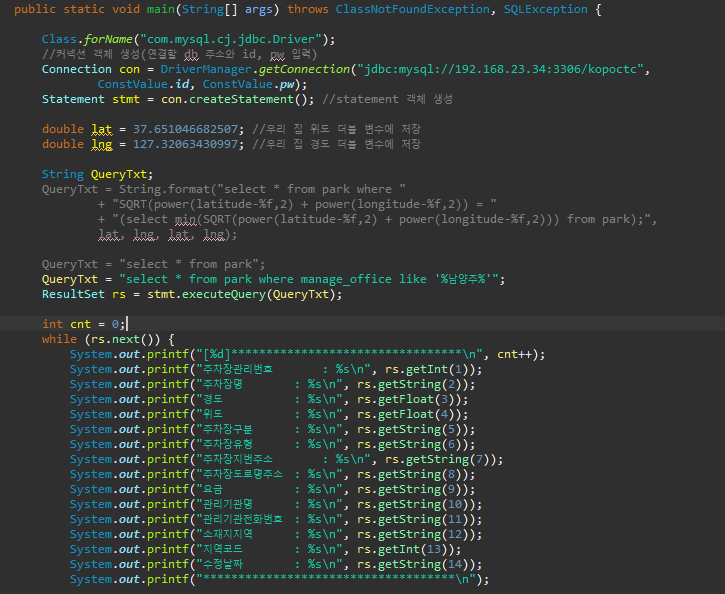 public static void main(String[] args) throws ClassNotFoundException, SQLException {
Class.forName("com.mysql.cj.jdbc.Driver");
//커넥션 객체 생성(연결할 db 주소와 id, pw 입력)
Connection con = DriverManager.getConnection("jdbc:mysql://192.168.23.34:3306/kopoctc",
ConstValue.id, ConstValue.pw);
Statement stmt = con.createStatement(); //statement 객체 생성
double lat = 37.651046682507; //우리 집 위도 더블 변수에 저장
double lng = 127.32063430997; //우리 집 경도 더블 변수에 저장
String QueryTxt;
QueryTxt = String.format("select * from park where "
+ "SQRT(power(latitude-%f,2) + power(longitude-%f,2)) = "
+ "(select min(SQRT(power(latitude-%f,2) + power(longitude-%f,2))) from park);",
lat, lng, lat, lng);
QueryTxt = "select * from park";
QueryTxt = "select * from park where manage_office like '%남양주%'";
ResultSet rs = stmt.executeQuery(QueryTxt);
int cnt = 0;
while (rs.next()) {
System.out.printf("[%d]*********************************\n", cnt++);
System.out.printf("주차장관리번호 : %s\n", rs.getInt(1));
System.out.printf("주차장명 : %s\n", rs.getString(2));
System.out.printf("경도 : %s\n", rs.getFloat(3));
System.out.printf("위도 : %s\n", rs.getFloat(4));
System.out.printf("주차장구분 : %s\n", rs.getString(5));
System.out.printf("주차장유형 : %s\n", rs.getString(6));
System.out.printf("주차장지번주소 : %s\n", rs.getString(7));
System.out.printf("주차장도로명주소 : %s\n", rs.getString(8));
System.out.printf("요금 : %s\n", rs.getString(9));
System.out.printf("관리기관명 : %s\n", rs.getString(10));
System.out.printf("관리기관전화번호 : %s\n", rs.getString(11));
System.out.printf("소재지지역 : %s\n", rs.getString(12));
System.out.printf("지역코드 : %s\n", rs.getInt(13));
System.out.printf("수정날짜 : %s\n", rs.getString(14));
System.out.printf("************************************\n");